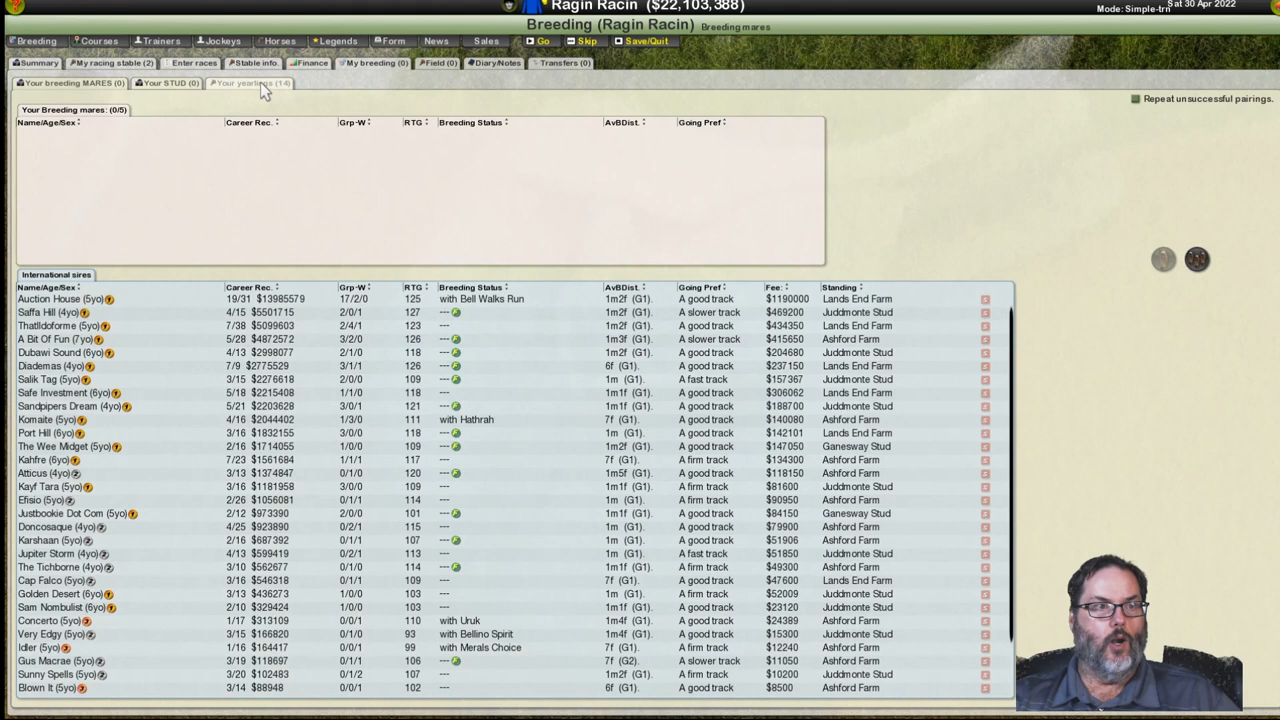 Ragin Racin ($22,103,388)
Mode: Simple-trn Sat 30 Apr 2022
Breeding (Ragin Racin) Breeding mares
Breeding Courses Trainers Jockeys Horses Legends Form News Sales Go Skip Save/Quit
Summary My racing stable (2) Enter races Stable info. Finance My breeding (0) Field (0) Diary/Notes Transfers (0)
Your breeding MARES (0) Your STUD (0) Your yearlings (14)
Repeat unsuccessful pairings.
Your Breeding mares: (0/5)
Name/Age/Sex Career Rec. Grp-W RTG Breeding Status AvBDist. Going Pref
International sires
Name/Age/Sex Career Rec. Grp-W RTG Breeding Status AvBDist. Going Pref Fee: Standing
Auction House (5yo) 19/31 $13985579 17/2/0 125 with Bell Walks Run 1m2f (G1). A good track $1190000 Lands End Farm
Saffa Hill (4yo) 4/15 $5501715 2/0/1 127 --- 1m2f (G1). A slower track $469200 Juddmonte Stud
Thatlldoforme (5yo) 7/38 $5099603 2/4/1 123 --- 1m2f (G1). A good track $434350 Lands End Farm
A Bit Of Fun (7yo) 5/28 $4872572 3/2/0 126 --- 1m3f (G1). A slower track $415650 Ashford Farm
Dubawi Sound (6yo) 4/13 $2998077 2/1/0 118 --- 1m2f (G1). A good track $204680 Juddmonte Stud
Diademas (4yo) 7/9 $2775529 3/1/1 126 --- 6f (G1). A good track $237150 Lands End Farm
Salik Tag (5yo) 3/15 $2276618 2/0/0 109 --- 1m (G1). A fast track $157367 Juddmonte Stud
Safe Investment (6yo) 5/18 $2215408 1/1/0 118 --- 1m1f (G1). A good track $306062 Lands End Farm
Sandpipers Dream (4yo) 5/21 $2203628 3/0/1 121 --- 1m1f (G1). A good track $188700 Juddmonte Stud
Komaite (5yo) 4/16 $2044402 1/3/0 111 with Hathrah 7f (G1). A good track $140080 Ashford Farm
Port Hill (6yo) 3/16 $1832155 3/0/0 118 --- 1m (G1). A good track $142101 Lands End Farm
The Wee Midget (5yo) 2/16 $1714055 1/0/0 109 --- 1m2f (G1). A good track $147050 Ganesway Stud
Kahfre (6yo) 7/23 $1561684 1/1/1 117 --- 7f (G1). A firm track $134300 Ashford Farm
Atticus (4yo) 3/13 $1374847 0/1/0 120 --- 1m5f (G1). A good track $118150 Ashford Farm
Kayf Tara (5yo) 3/16 $1181958 3/0/0 109 --- 1m1f (G1). A firm track $81600 Juddmonte Stud
Efisio (5yo) 2/26 $1056081 0/1/1 114 --- 1m (G1). A firm track $90950 Ashford Farm
Justbookie Dot Com (5yo) 2/12 $973390 2/0/0 101 --- 1m1f (G1). A good track $84150 Ganesway Stud
Doncosaque (4yo) 4/25 $923890 0/2/1 115 --- 1m (G1). A good track $79900 Ashford Farm
Karshaan (5yo) 2/16 $687392 0/1/1 107 --- 1m (G1). A good track $51906 Ashford Farm
Jupiter Storm (4yo) 4/13 $599419 0/2/1 113 --- 1m (G1). A fast track $51850 Juddmonte Stud
The Tichborne (4yo) 3/10 $562677 0/1/1 114 --- 1m1f (G1). A firm track $49300 Ashford Farm
Cap Falco (5yo) 3/16 $546318 0/1/1 109 --- 7f (G1). A good track $47600 Lands End Farm
Golden Desert (6yo) 3/13 $436273 1/0/0 103 --- 1m (G1). A firm track $52009 Juddmonte Stud
Sam Nombulist (6yo) 2/10 $329424 1/0/0 103 --- 1m1f (G1). A good track $23120 Juddmonte Stud
Concerto (5yo) 1/17 $313109 0/0/1 110 with Uruk 1m4f (G1). A good track $24389 Ashford Farm
Very Edgy (5yo) 3/15 $166820 0/1/0 93 with Bellino Spirit 1m4f (G1). A good track $15300 Juddmonte Stud
Idler (5yo) 1/16 $164417 0/0/1 99 with Merals Choice 7f (G1). A firm track $12240 Ashford Farm
Gus Macrae (5yo) 3/19 $118697 0/1/1 106 --- 7f (G2). A slower track $11050 Ashford Farm
Sunny Spells (5yo) 3/20 $102483 0/1/2 107 --- 1m2f (G1). A firm track $10200 Juddmonte Stud
Blown It (5yo) 3/14 $88948 0/0/1 102 --- 6f (G1). A good track $8500 Ashford Farm